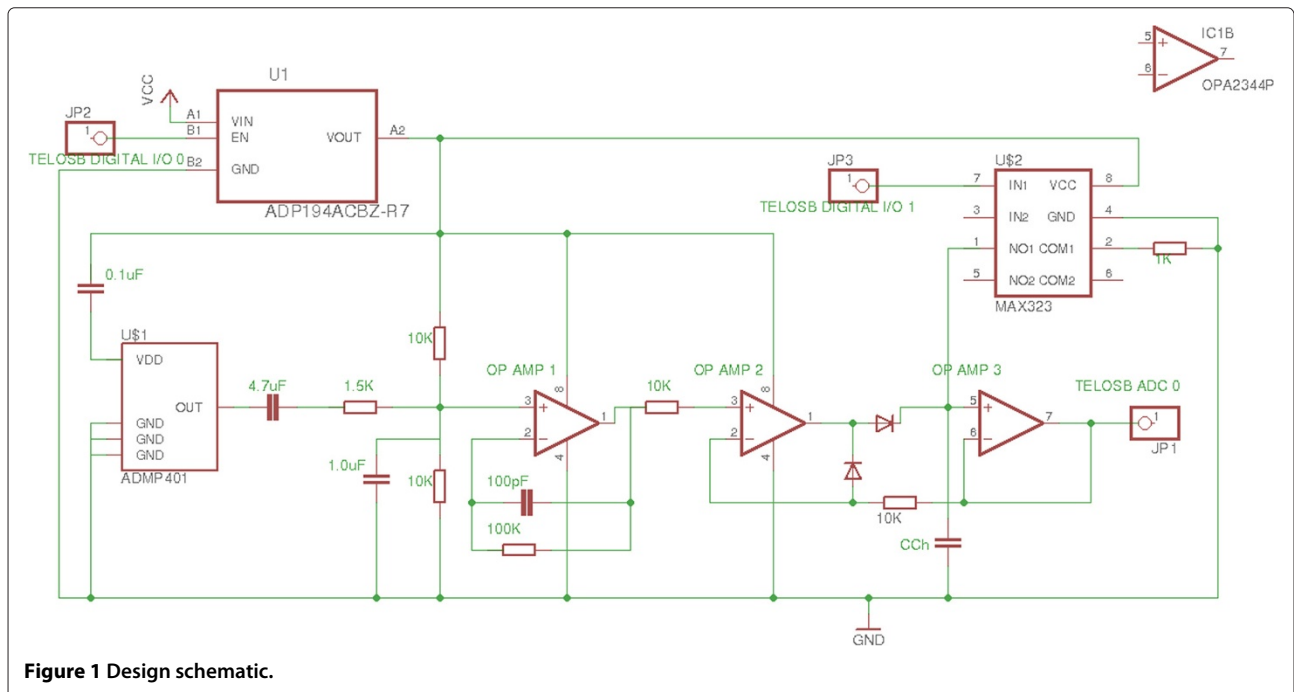 IC1B
5
+
7
6
−
OPA2344P
U1
VCC
JP2
1
A1
VIN
B1
EN
VOUT
A2
TELOSB DIGITAL I/O 0
B2
GND
ADP194ACBZ-R7
JP3
1
TELOSB DIGITAL I/O 1
U$2
7
IN1
VCC
8
3
IN2
GND
4
1
NO1
COM1
2
1K
5
NO2
COM2
6
MAX323
0.1uF
U$1
VDD
OUT
GND
GND
GND
ADMP401
4.7uF
1.5K
10K
1.0uF
10K
OP AMP 1
8
3
+
1
2
−
4
100pF
100K
10K
OP AMP 2
8
3
+
1
2
−
4
10K
OP AMP 3
5
+
7
6
−
CCh
TELOSB ADC 0
1
JP1
GND
Figure 1 Design schematic.